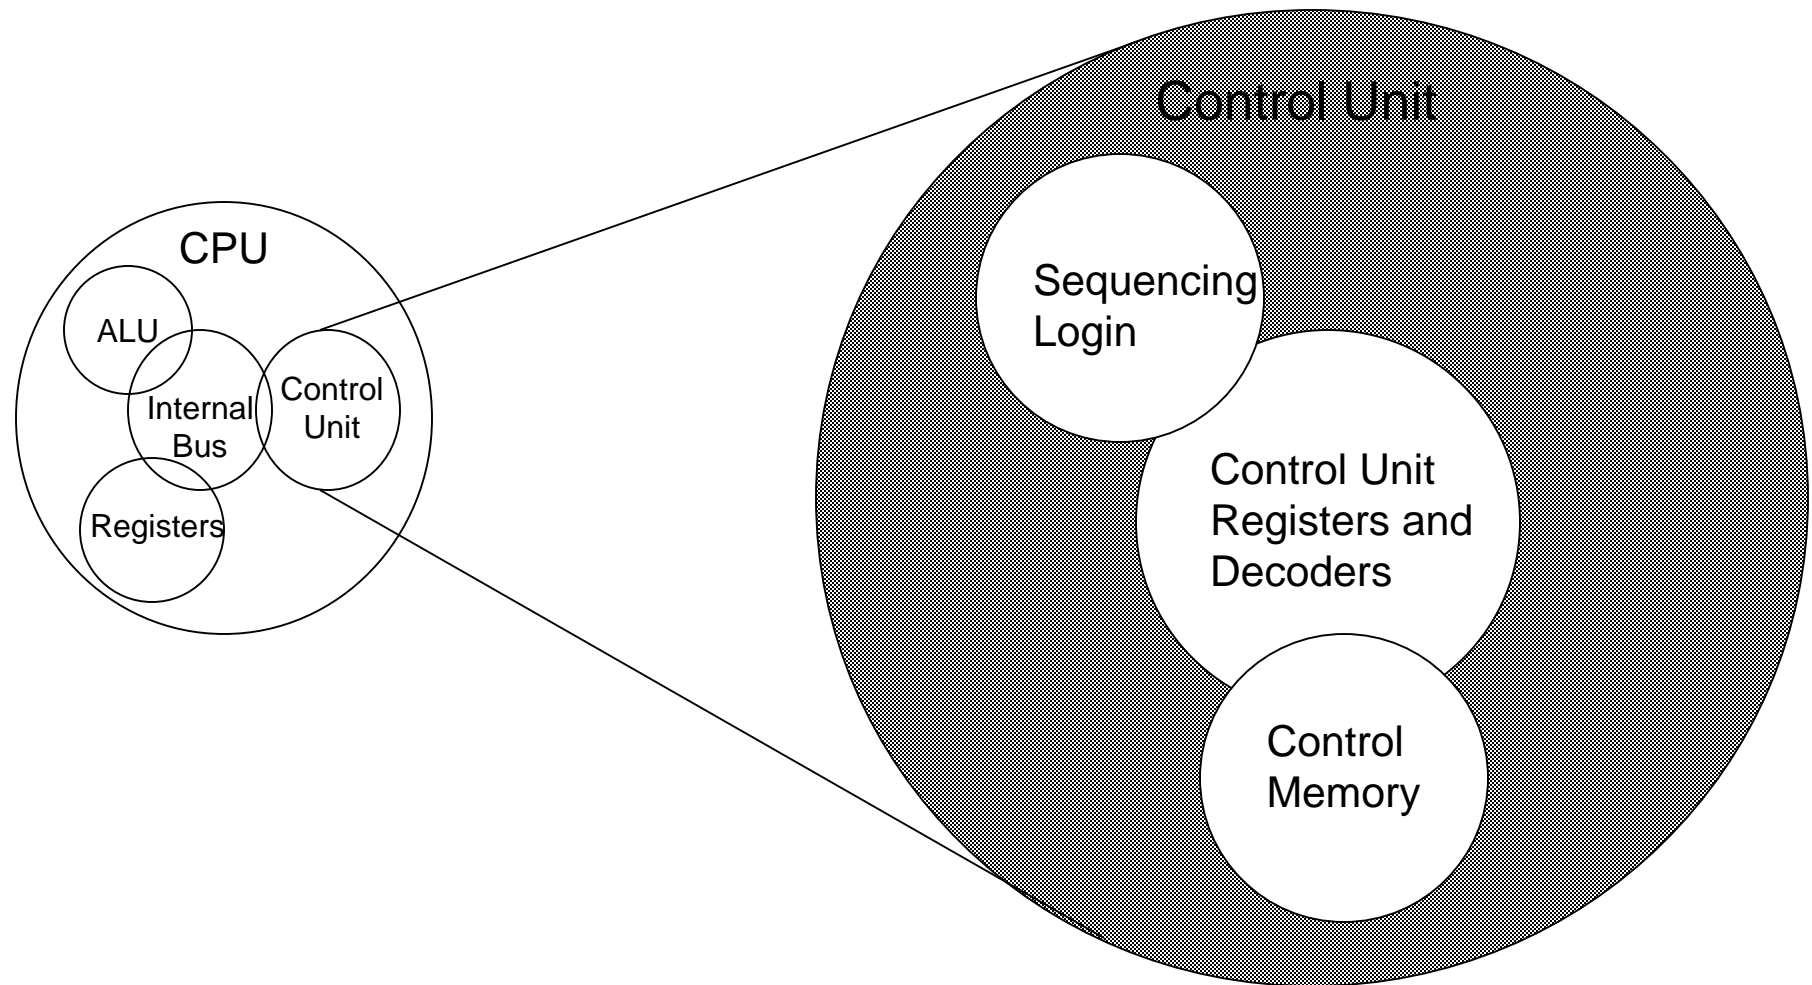 CPU
ALU
Internal
Bus
Control
Unit
Registers
Control Unit
Sequencing
Login
Control Unit
Registers and
Decoders
Control
Memory